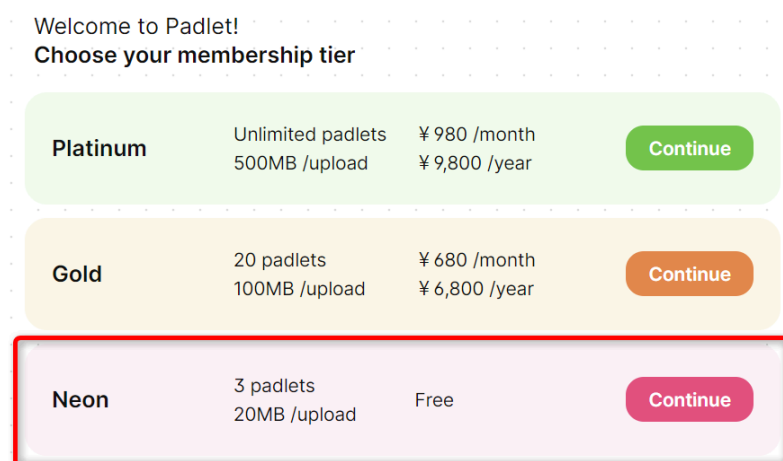 Welcome to Padlet!
Choose your membership tier
Platinum
Unlimited padlets
500MB /upload
¥ 980 /month
¥ 9,800 /year
Continue
Gold
20 padlets
100MB /upload
¥ 680 /month
¥ 6,800 /year
Continue
Neon
3 padlets
20MB /upload
Free
Continue